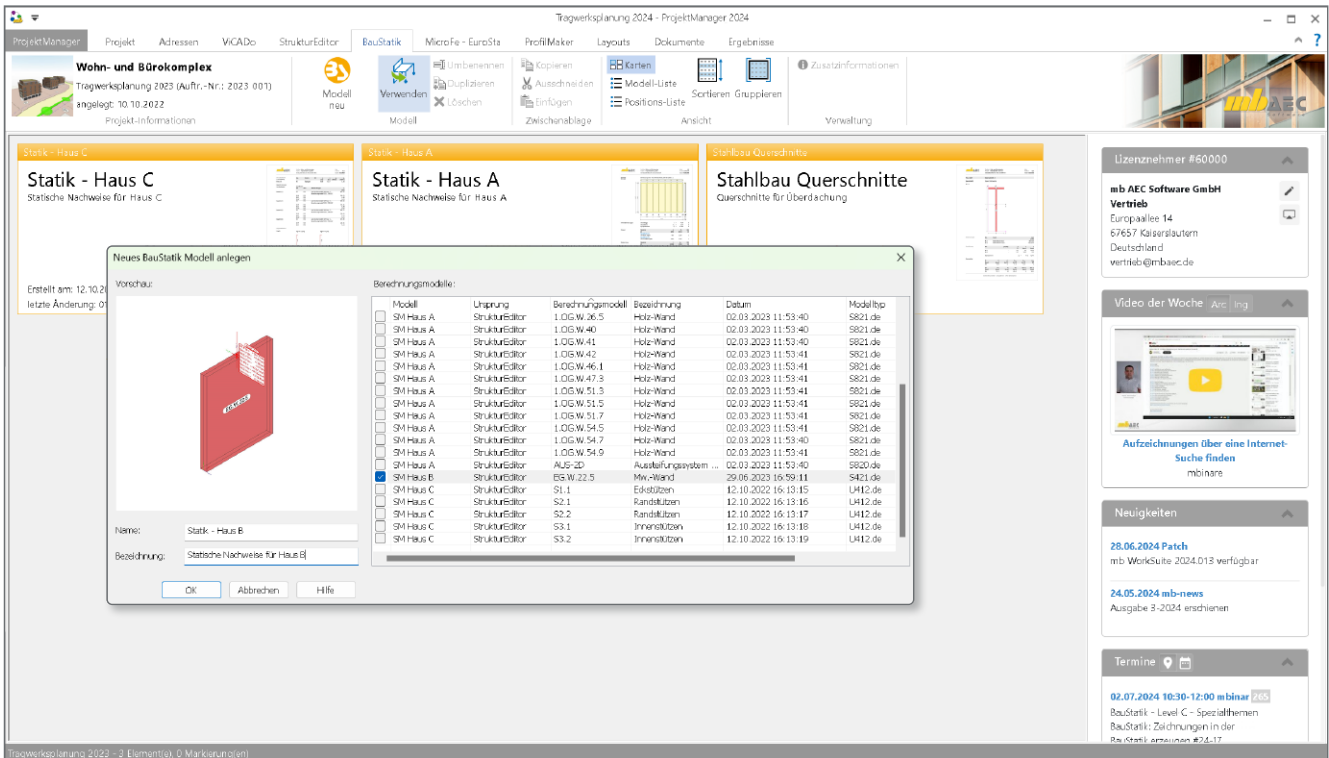 Tragwerksplanung 2024 - ProjektManager 2024
ProjektManager Projekt Adressen ViCADo StrukturEditor BauStatik MicroFe - EuroSta ProfilMaker Layouts Dokumente Ergebnisse
Wohn- und Bürokomplex
Tragwerksplanung 2023 (Auftr.-Nr.: 2023 001)
angelegt: 10.10.2022
Projekt-Informationen
Modell
neu
Verwenden
Umbenennen
Duplizieren
Löschen
Modell
Kopieren
Ausschneiden
Einfügen
Zwischenablage
Karten
Modell-Liste
Positions-Liste
Sortieren Gruppieren
Ansicht
Zusatzinformationen
Verwaltung
mbAEC
Statik - Haus C
Statik - Haus C
Statische Nachweise für Haus C
Erstellt am: 12.10.20
letzte Änderung: 01
Statik - Haus A
Statik - Haus A
Statische Nachweise für Haus A
Stahlbau Querschnitte
Stahlbau Querschnitte
Querschnitte für Überdachung
Neues BauStatik Modell anlegen
Vorschau:
EG.W.22.5
Name: Statik - Haus B
Bezeichnung: Statische Nachweise für Haus B
OK Abbrechen Hilfe
Berechnungsmodelle:
Modell Ursprung Berechnungsmodell Bezeichnung Datum Modelltyp
SM Haus A StrukturEditor 1.OG.W.26.5 Holz-Wand 02.03.2023 11:53:40 S821.de
SM Haus A StrukturEditor 1.OG.W.40 Holz-Wand 02.03.2023 11:53:40 S821.de
SM Haus A StrukturEditor 1.OG.W.41 Holz-Wand 02.03.2023 11:53:40 S821.de
SM Haus A StrukturEditor 1.OG.W.42 Holz-Wand 02.03.2023 11:53:41 S821.de
SM Haus A StrukturEditor 1.OG.W.46.1 Holz-Wand 02.03.2023 11:53:41 S821.de
SM Haus A StrukturEditor 1.OG.W.47.3 Holz-Wand 02.03.2023 11:53:41 S821.de
SM Haus A StrukturEditor 1.OG.W.51.3 Holz-Wand 02.03.2023 11:53:41 S821.de
SM Haus A StrukturEditor 1.OG.W.51.5 Holz-Wand 02.03.2023 11:53:41 S821.de
SM Haus A StrukturEditor 1.OG.W.51.7 Holz-Wand 02.03.2023 11:53:41 S821.de
SM Haus A StrukturEditor 1.OG.W.54.5 Holz-Wand 02.03.2023 11:53:41 S821.de
SM Haus A StrukturEditor 1.OG.W.54.7 Holz-Wand 02.03.2023 11:53:40 S821.de
SM Haus A StrukturEditor 1.OG.W.54.9 Holz-Wand 02.03.2023 11:53:41 S821.de
SM Haus A StrukturEditor AUS-2D Aussteifungssystem ... 02.03.2023 11:53:40 S820.de
SM Haus B StrukturEditor EG.W.22.5 Mw.-Wand 29.06.2023 16:59:11 S421.de
SM Haus C StrukturEditor S1.1 Eckstützen 12.10.2022 16:13:15 U412.de
SM Haus C StrukturEditor S2.1 Randstützen 12.10.2022 16:13:16 U412.de
SM Haus C StrukturEditor S2.2 Randstützen 12.10.2022 16:13:17 U412.de
SM Haus C StrukturEditor S3.1 Innenstützen 12.10.2022 16:13:18 U412.de
SM Haus C StrukturEditor S3.2 Innenstützen 12.10.2022 16:13:19 U412.de
Lizenznehmer #60000
mb AEC Software GmbH
Vertrieb
Europaallee 14
67657 Kaiserslautern
Deutschland
vertrieb@mbaec.de
Video der Woche Arc Ing
Aufzeichnungen über eine Internet-
Suche finden
mbinare
Neuigkeiten
28.06.2024 Patch
mb WorkSuite 2024.013 verfügbar
24.05.2024 mb-news
Ausgabe 3-2024 erschienen
Termine
02.07.2024 10:30-12:00 mbinar 265
BauStatik - Level C - Spezialthemen
BauStatik: Zeichnungen in der
BauStatik erzeugen #24-17
Tragwerksplanung 2023 - 3 Element(e), 0 Markierung(en)